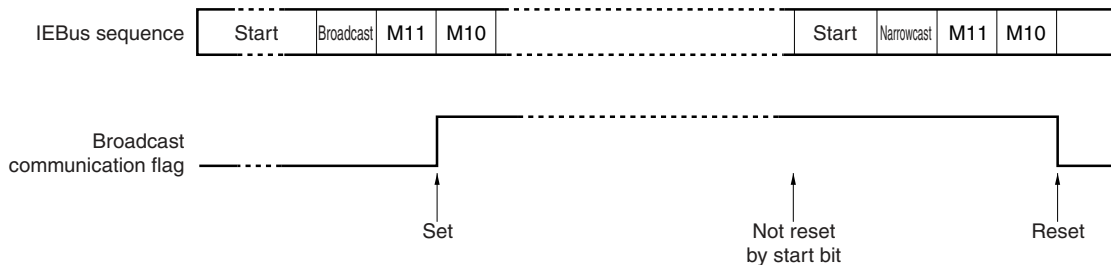 IEBus sequence Start Broadcast M11 M10 Start Narrowcast M11 M10
Broadcast
communication flag
Set Not reset Reset
by start bit